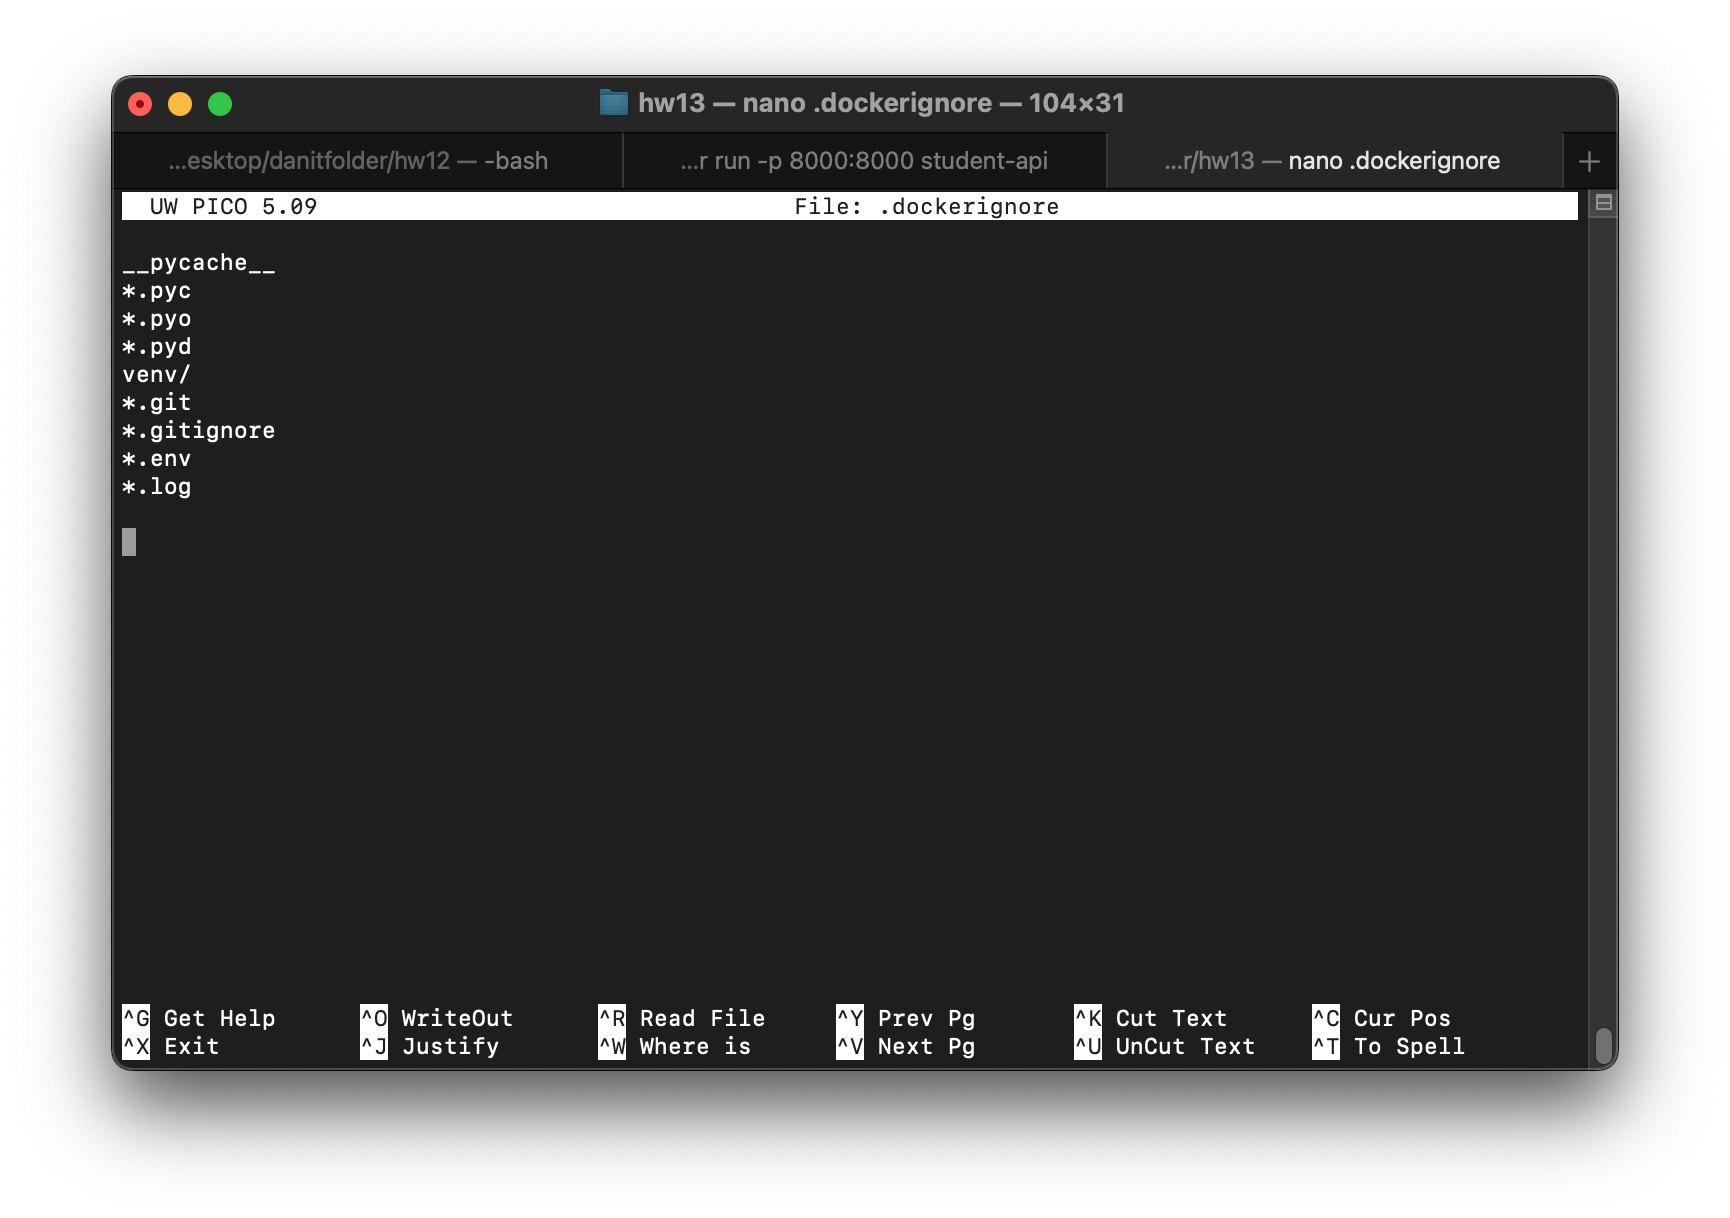 hw13 — nano .dockerignore — 104×31
...esktop/danitfolder/hw12 — -bash
...r run -p 8000:8000 student-api
...r/hw13 — nano .dockerignore
UW PICO 5.09 File: .dockerignore
__pycache__
*.pyc
*.pyo
*.pyd
venv/
*.git
*.gitignore
*.env
*.log
^G Get Help ^O WriteOut ^R Read File ^Y Prev Pg ^K Cut Text ^C Cur Pos
^X Exit ^J Justify ^W Where is ^V Next Pg ^U UnCut Text ^T To Spell